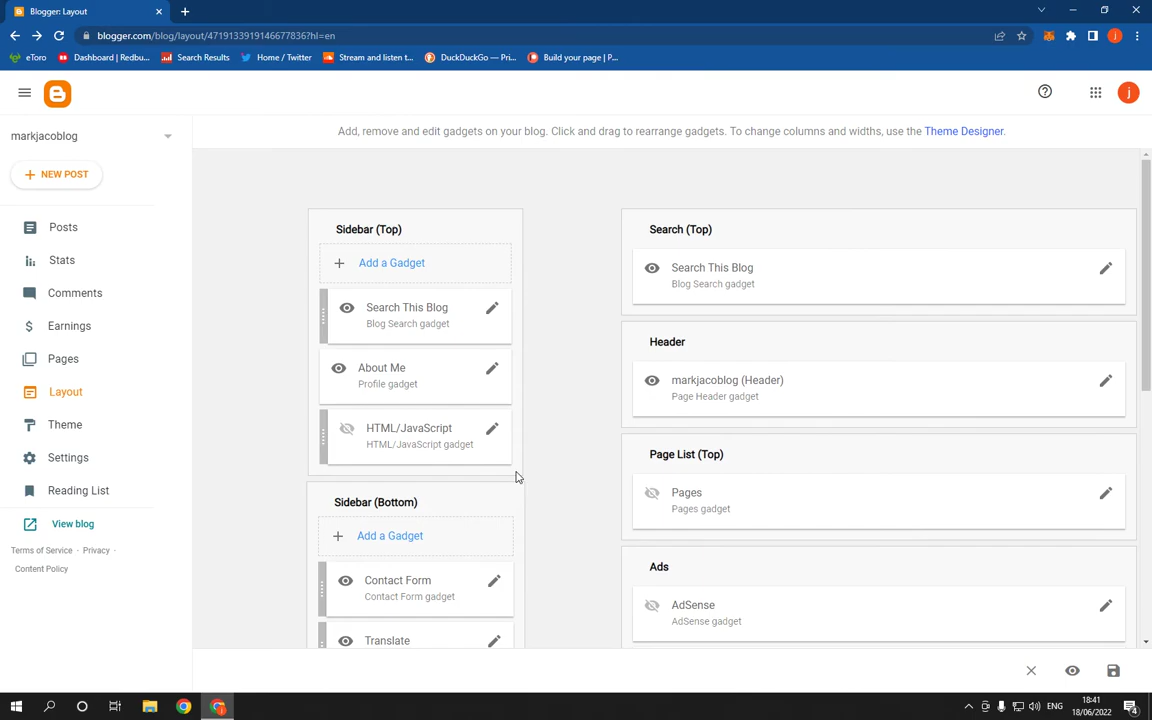 Blogger: Layout
blogger.com/blog/layout/4719133919146677836?hl=en
eToro
Dashboard | Redbu...
Search Results
Home / Twitter
Stream and listen t...
DuckDuckGo — Pri...
Build your page | P...
j
markjacoblog
Add, remove and edit gadgets on your blog. Click and drag to rearrange gadgets. To change columns and widths, use the Theme Designer.
NEW POST
Posts
Stats
Comments
Earnings
Pages
Layout
Theme
Settings
Reading List
View blog
Terms of Service · Privacy ·
Content Policy
Sidebar (Top)
Add a Gadget
Search This Blog
Blog Search gadget
About Me
Profile gadget
HTML/JavaScript
HTML/JavaScript gadget
Sidebar (Bottom)
Add a Gadget
Contact Form
Contact Form gadget
Translate
Search (Top)
Search This Blog
Blog Search gadget
Header
markjacoblog (Header)
Page Header gadget
Page List (Top)
Pages
Pages gadget
Ads
AdSense
AdSense gadget
ENG
18:41
18/06/2022
4